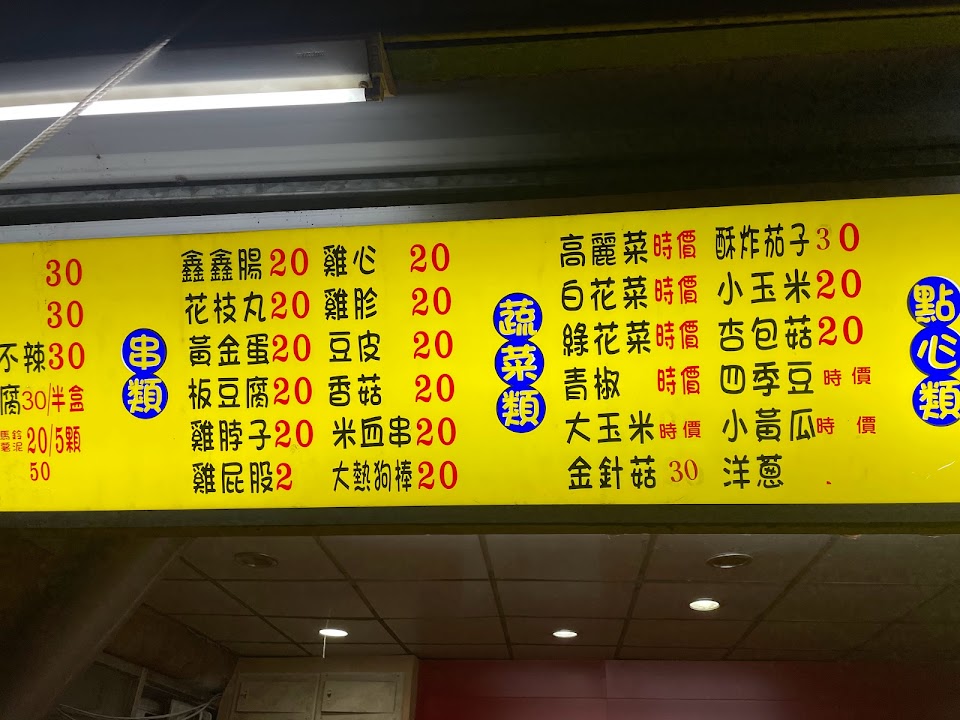 30
30
不辣30
腐30/半盒
馬鈴
薯泥 20/5顆
50
串類
鑫鑫腸20 雞心 20
花枝丸20 雞胗 20
黃金蛋20 豆皮 20
板豆腐20 香菇 20
雞脖子20 米血串20
雞屁股2 大熱狗棒20
蔬菜類
高麗菜時價 酥炸茄子30
白花菜時價 小玉米20
綠花菜時價 杏包菇20
青椒 時價 四季豆時價
大玉米時價 小黃瓜時價
金針菇30 洋蔥
點心類